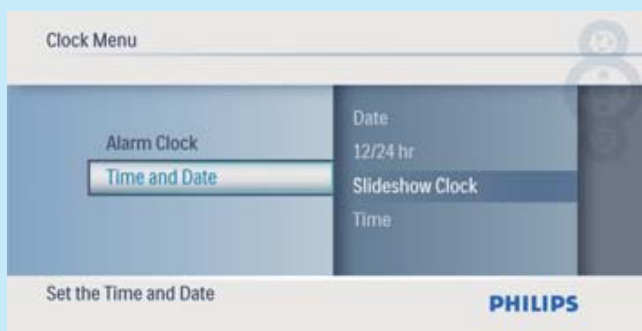 Clock Menu
Alarm Clock
Time and Date
Date
12/24 hr
Slideshow Clock
Time
Set the Time and Date
PHILIPS